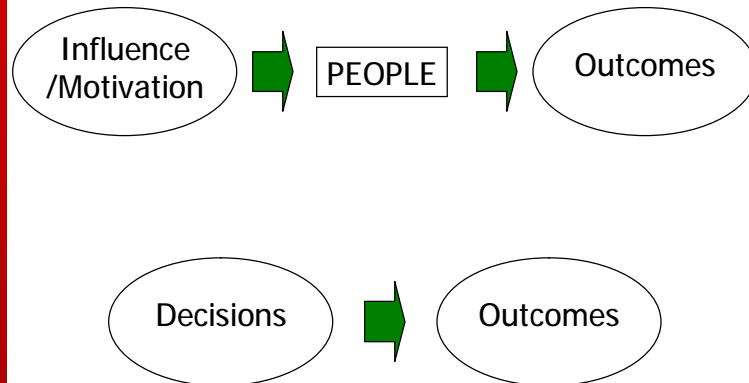 Influence
/Motivation
PEOPLE
Outcomes
Decisions
Outcomes